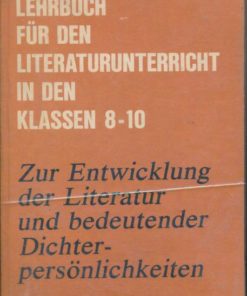 LEHRBUCH
FÜR DEN
LITERATURUNTERRICHT
IN DEN
KLASSEN 8-10
Zur Entwicklung
der Literatur
und bedeutender
Dichter-
persönlichkeiten